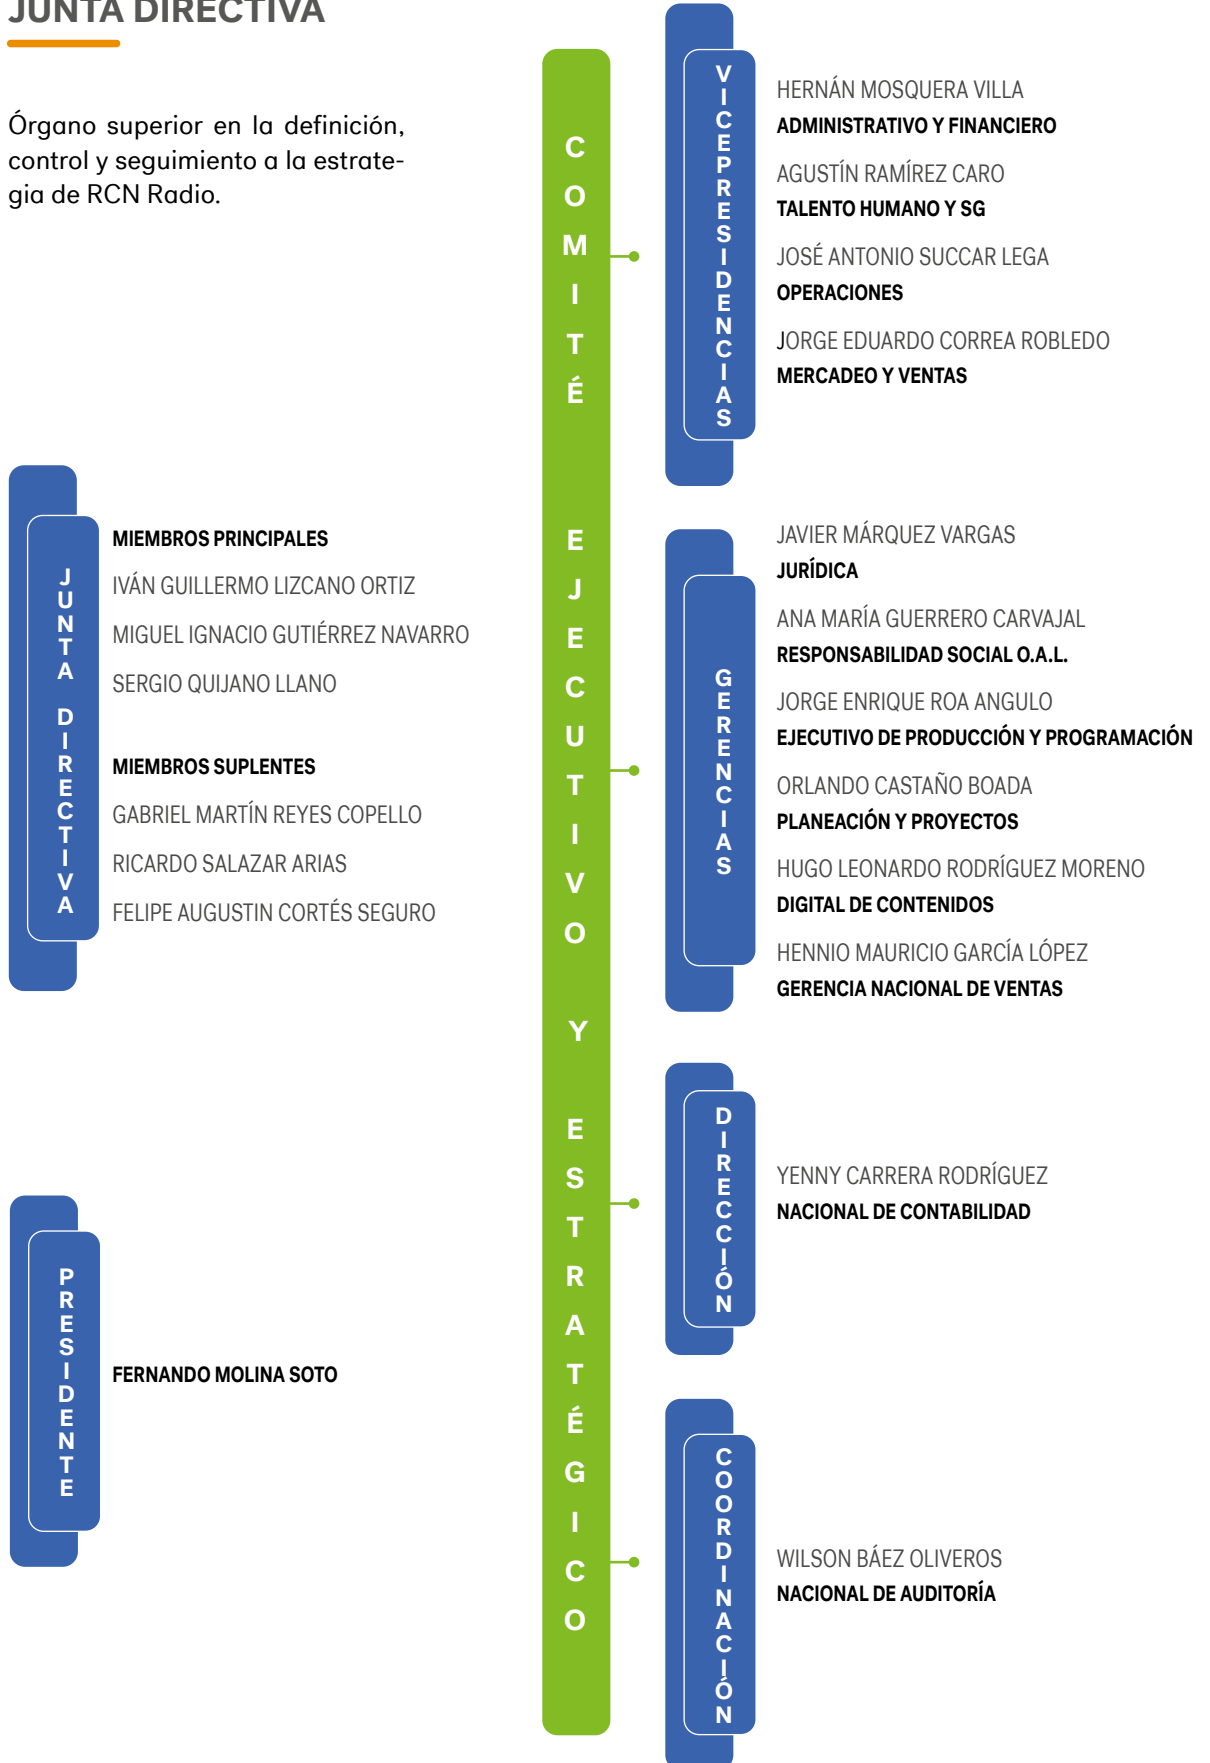 JUNTA DIRECTIVA
Órgano superior en la definición,
control y seguimiento a la estrate-
gia de RCN Radio.
JUNTA DIRECTIVA
MIEMBROS PRINCIPALES
IVÁN GUILLERMO LIZCANO ORTIZ
MIGUEL IGNACIO GUTIÉRREZ NAVARRO
SERGIO QUIJANO LLANO
MIEMBROS SUPLENTES
GABRIEL MARTÍN REYES COPELLO
RICARDO SALAZAR ARIAS
FELIPE AUGUSTIN CORTÉS SEGURO
PRESIDENTE
FERNANDO MOLINA SOTO
COMITÉ EJECUTIVO Y ESTRATÉGICO
VICEPRESIDENCIAS
HERNÁN MOSQUERA VILLA
ADMINISTRATIVO Y FINANCIERO
AGUSTÍN RAMÍREZ CARO
TALENTO HUMANO Y SG
JOSÉ ANTONIO SUCCAR LEGA
OPERACIONES
JORGE EDUARDO CORREA ROBLEDO
MERCADEO Y VENTAS
GERENCIAS
JAVIER MÁRQUEZ VARGAS
JURÍDICA
ANA MARÍA GUERRERO CARVAJAL
RESPONSABILIDAD SOCIAL O.A.L.
JORGE ENRIQUE ROA ANGULO
EJECUTIVO DE PRODUCCIÓN Y PROGRAMACIÓN
ORLANDO CASTAÑO BOADA
PLANEACIÓN Y PROYECTOS
HUGO LEONARDO RODRÍGUEZ MORENO
DIGITAL DE CONTENIDOS
HENNIO MAURICIO GARCÍA LÓPEZ
GERENCIA NACIONAL DE VENTAS
DIRECCIÓN
YENNY CARRERA RODRÍGUEZ
NACIONAL DE CONTABILIDAD
COORDINACIÓN
WILSON BÁEZ OLIVEROS
NACIONAL DE AUDITORÍA